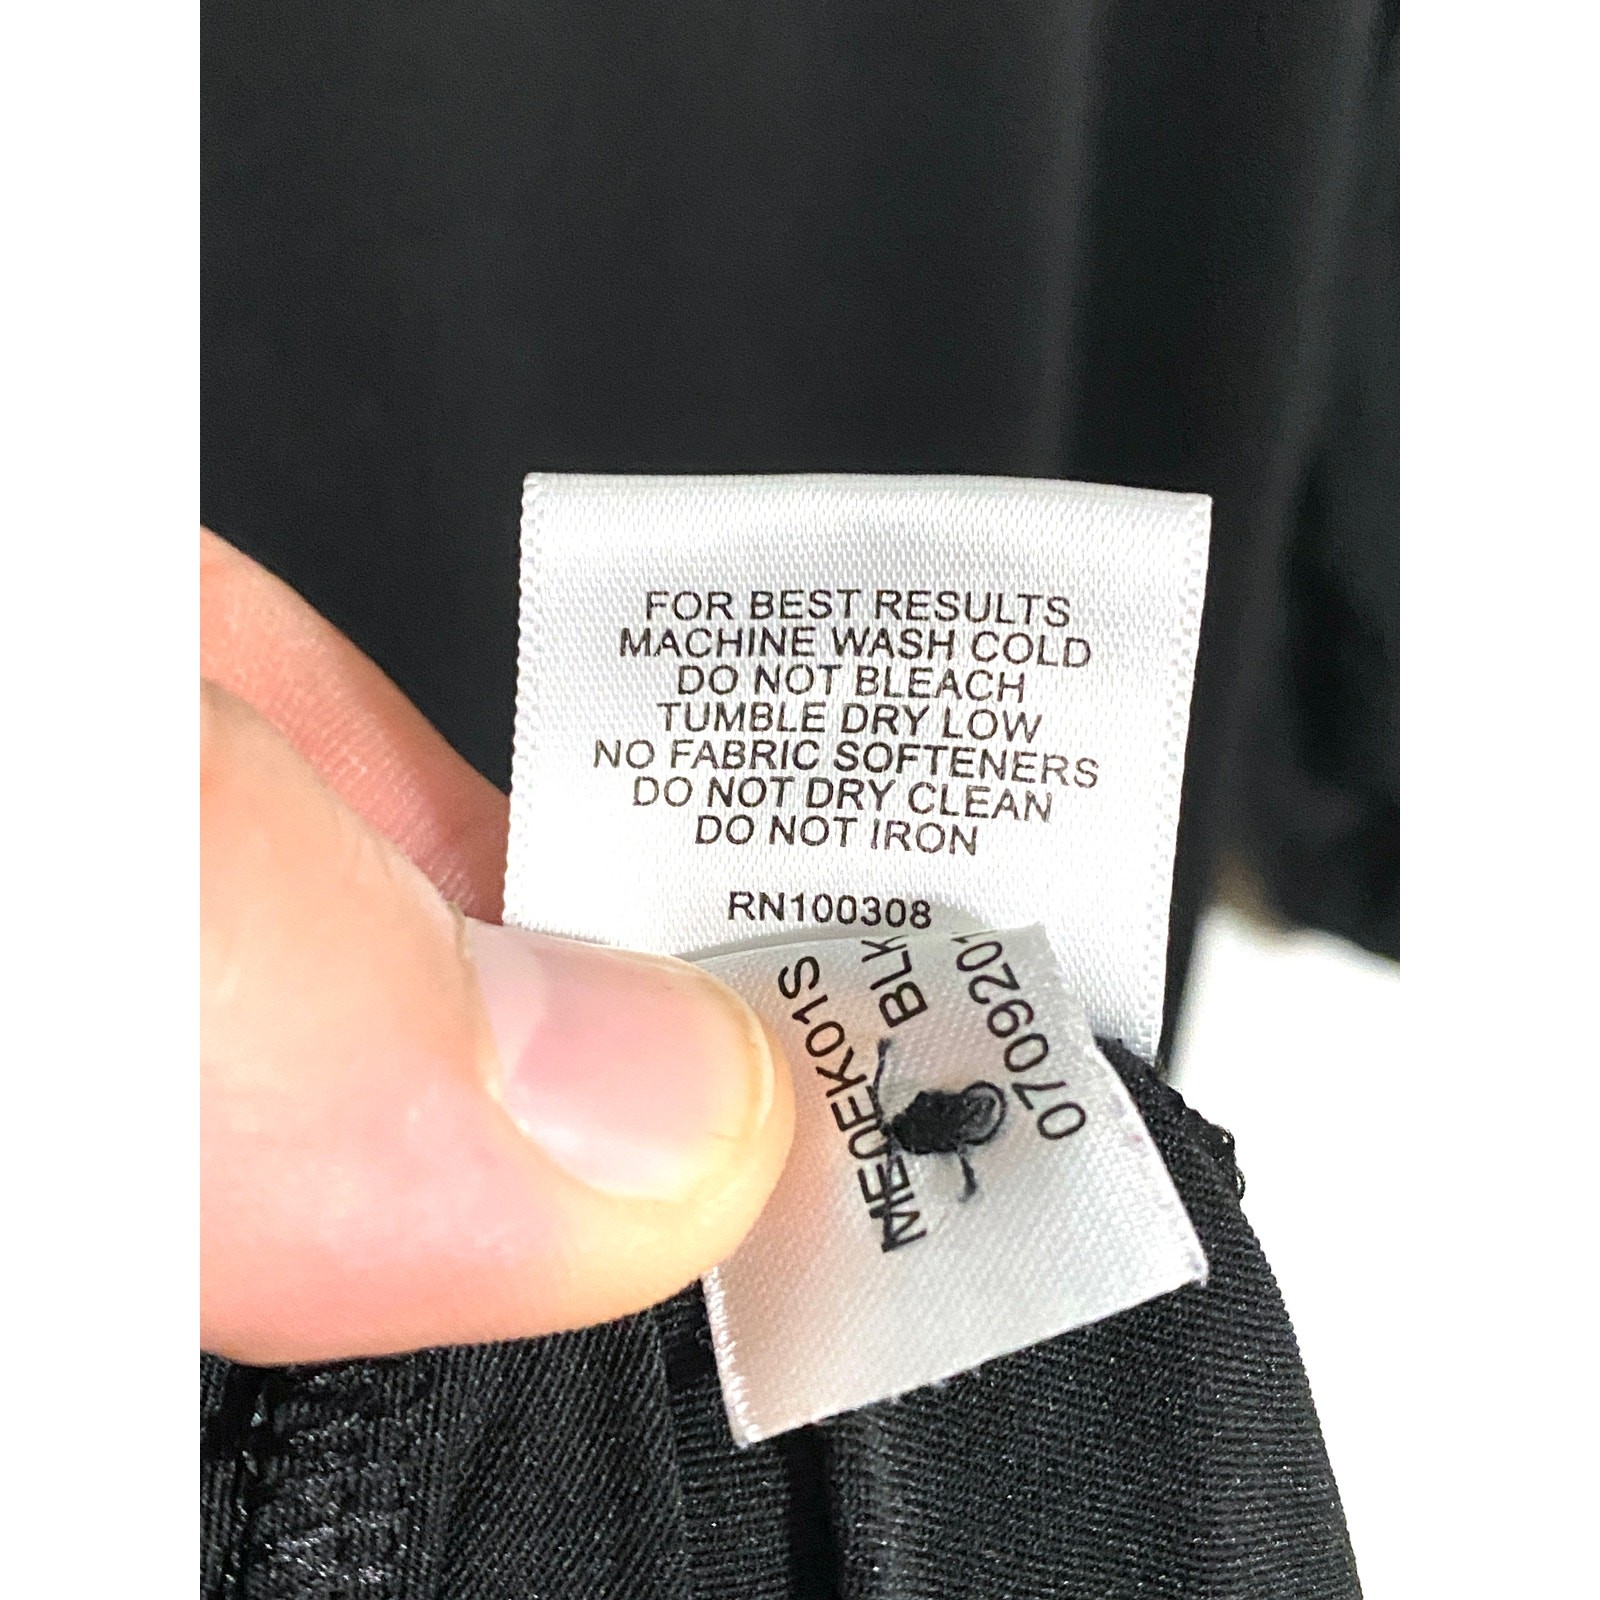 FOR BEST RESULTS
MACHINE WASH COLD
DO NOT BLEACH
TUMBLE DRY LOW
NO FABRIC SOFTENERS
DO NOT DRY CLEAN
DO NOT IRON
RN100308
BLK